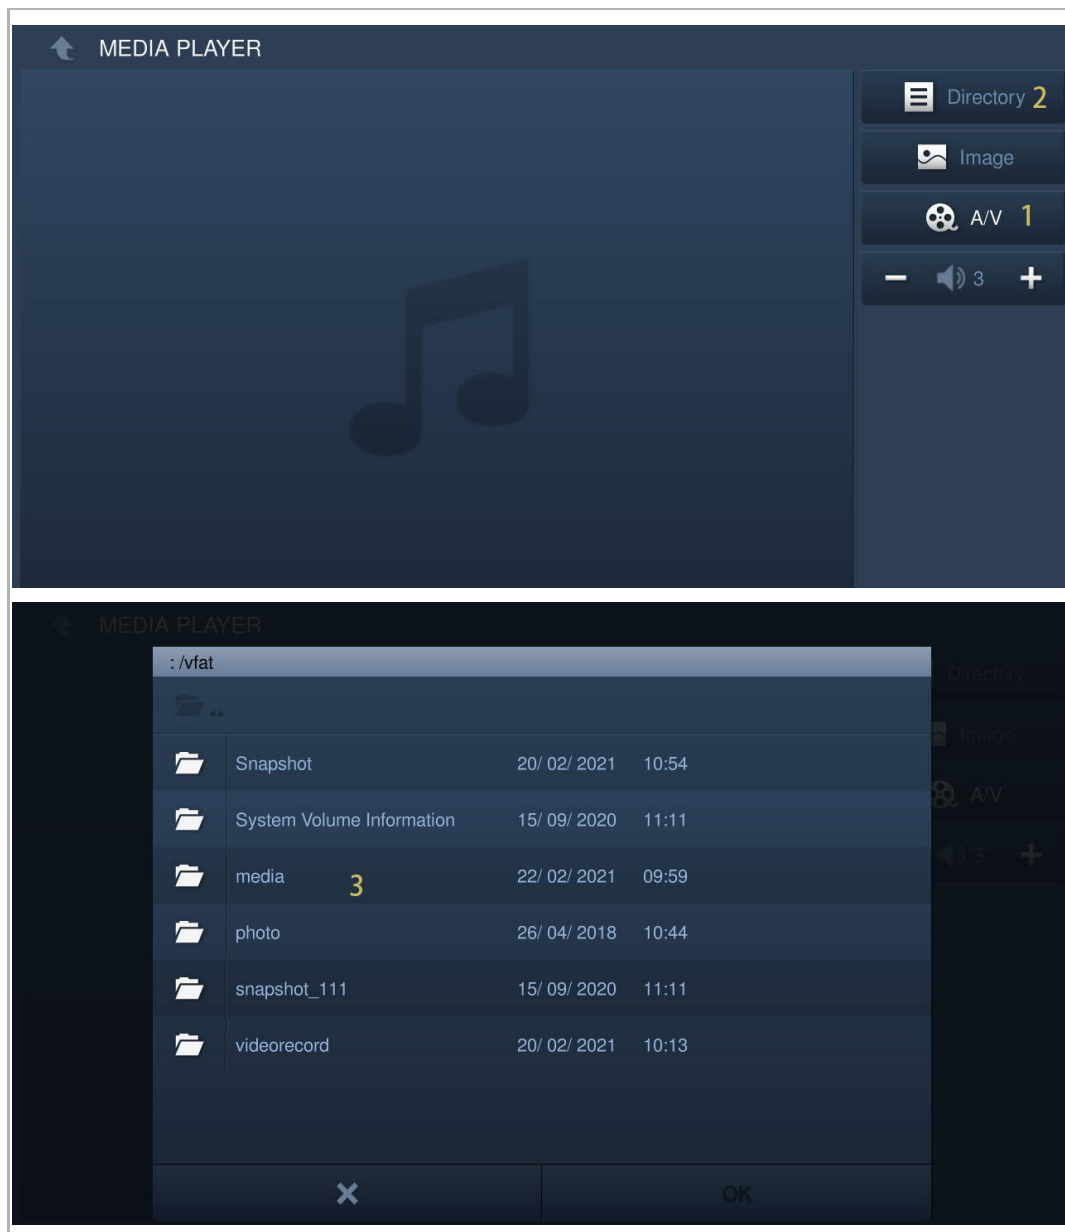 MEDIA PLAYER
Directory 2
Image
A/V 1
− 3 +
MEDIA PLAYER
: /vfat
Directory
..
Image
Snapshot 20/ 02/ 2021 10:54
A/V
System Volume Information 15/ 09/ 2020 11:11
3 +
media 3 22/ 02/ 2021 09:59
photo 26/ 04/ 2018 10:44
snapshot_111 15/ 09/ 2020 11:11
videorecord 20/ 02/ 2021 10:13
OK